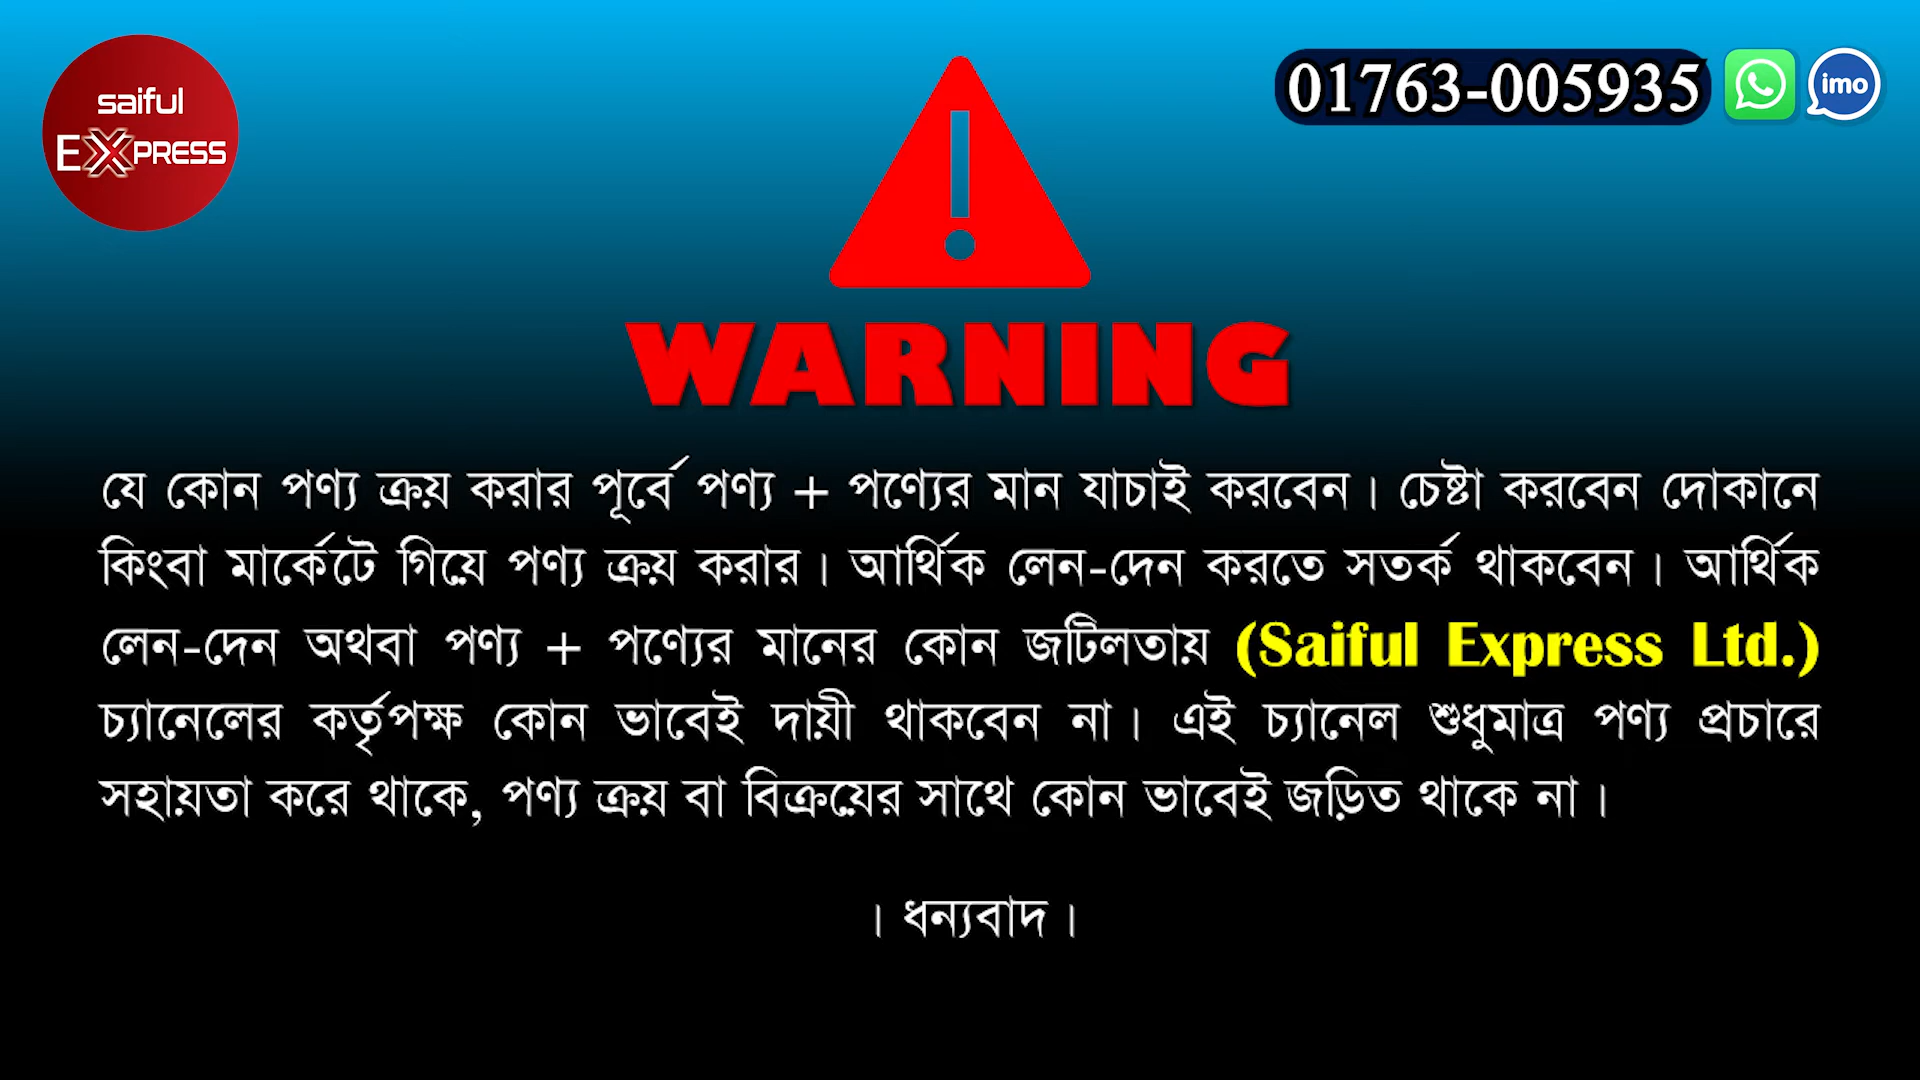 saiful
EXPRESS
01763-005935
imo
WARNING
যে কোন পণ্য ক্রয় করার পূর্বে পণ্য + পণ্যের মান যাচাই করবেন। চেষ্টা করবেন দোকানে
কিংবা মার্কেটে গিয়ে পণ্য ক্রয় করার। আর্থিক লেন-দেন করতে সতর্ক থাকবেন। আর্থিক
লেন-দেন অথবা পণ্য + পণ্যের মানের কোন জটিলতায় (Saiful Express Ltd.)
চ্যানেলের কর্তৃপক্ষ কোন ভাবেই দায়ী থাকবেন না। এই চ্যানেল শুধুমাত্র পণ্য প্রচারে
সহায়তা করে থাকে, পণ্য ক্রয় বা বিক্রয়ের সাথে কোন ভাবেই জড়িত থাকে না।
। ধন্যবাদ।